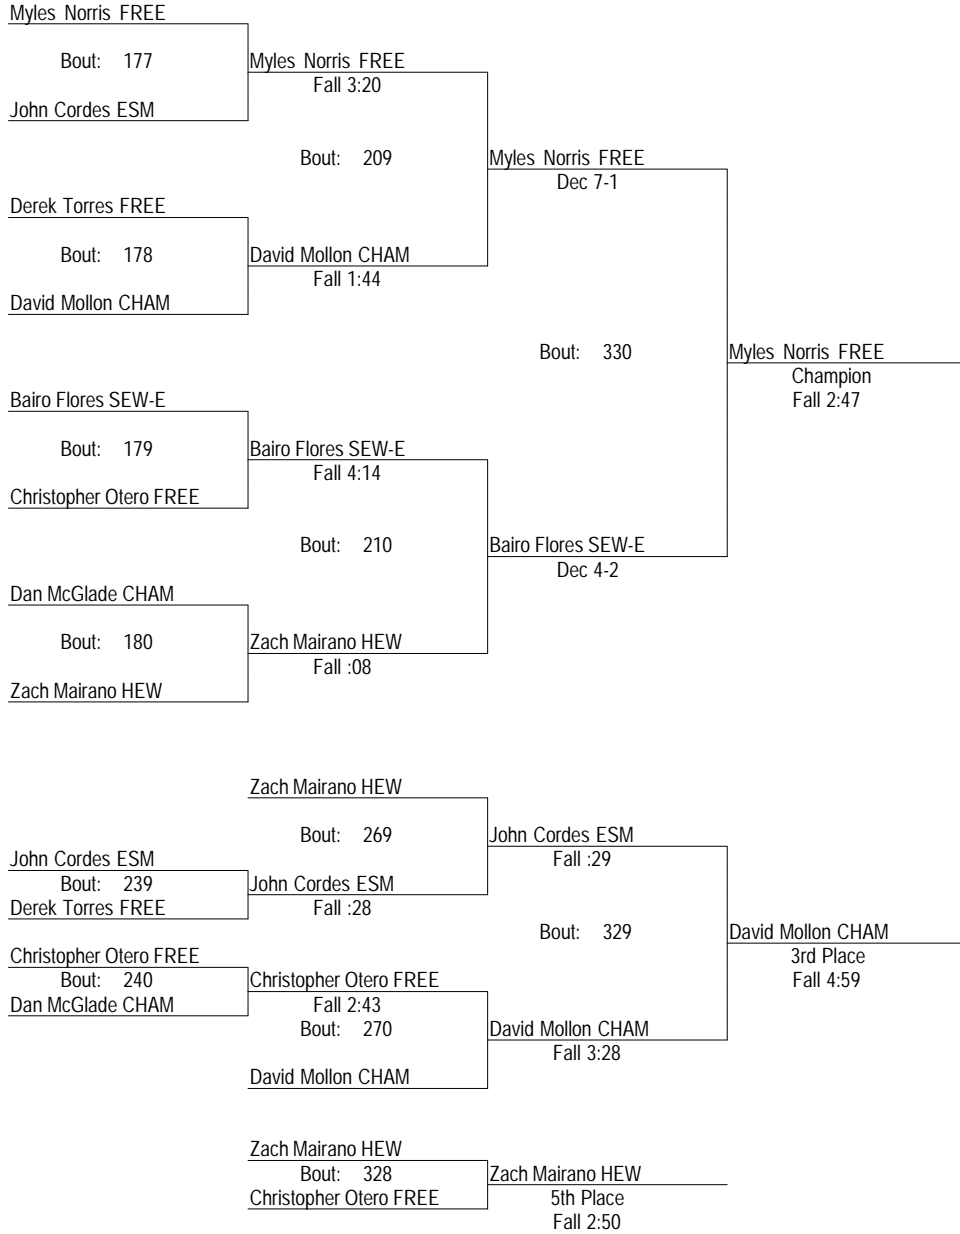 Myles Norris FREE
Bout: 177
Myles Norris FREE
Fall 3:20
John Cordes ESM
Bout: 209
Myles Norris FREE
Dec 7-1
Derek Torres FREE
Bout: 178
David Mollon CHAM
Fall 1:44
David Mollon CHAM
Bout: 330
Myles Norris FREE
Champion
Fall 2:47
Bairo Flores SEW-E
Bout: 179
Bairo Flores SEW-E
Fall 4:14
Christopher Otero FREE
Bout: 210
Bairo Flores SEW-E
Dec 4-2
Dan McGlade CHAM
Bout: 180
Zach Mairano HEW
Fall :08
Zach Mairano HEW
Zach Mairano HEW
Bout: 269
John Cordes ESM
Fall :29
John Cordes ESM
Bout: 239
John Cordes ESM
Fall :28
Derek Torres FREE
Bout: 329
David Mollon CHAM
3rd Place
Fall 4:59
Christopher Otero FREE
Bout: 240
Christopher Otero FREE
Fall 2:43
Dan McGlade CHAM
Bout: 270
David Mollon CHAM
Fall 3:28
David Mollon CHAM
Zach Mairano HEW
Bout: 328
Zach Mairano HEW
5th Place
Fall 2:50
Christopher Otero FREE